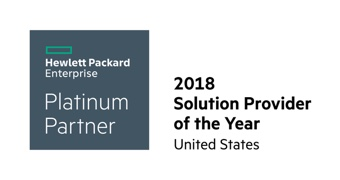 Hewlett Packard
Enterprise
Platinum
Partner
2018
Solution Provider
of the Year
United States